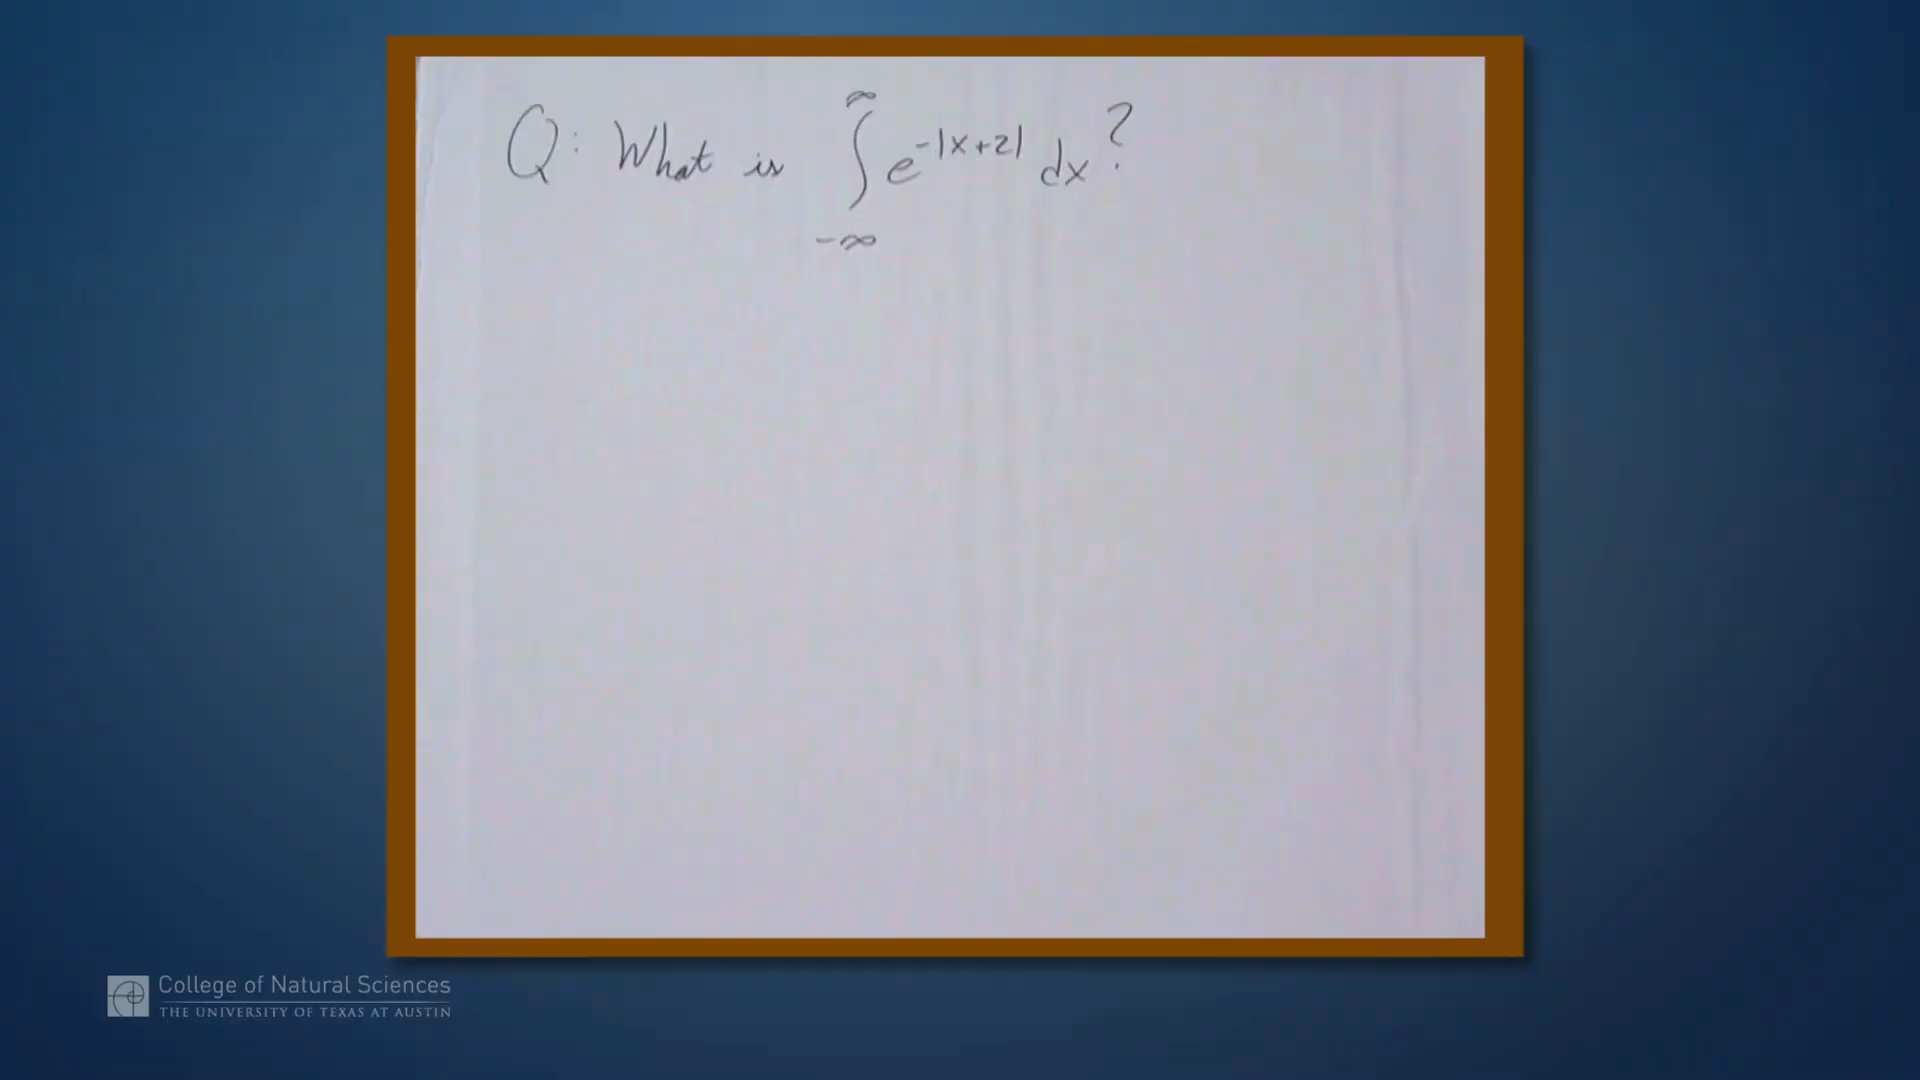 Q: What is ∫_{-∞}^{∞} e^{-|x+2|} dx?
College of Natural Sciences
THE UNIVERSITY OF TEXAS AT AUSTIN